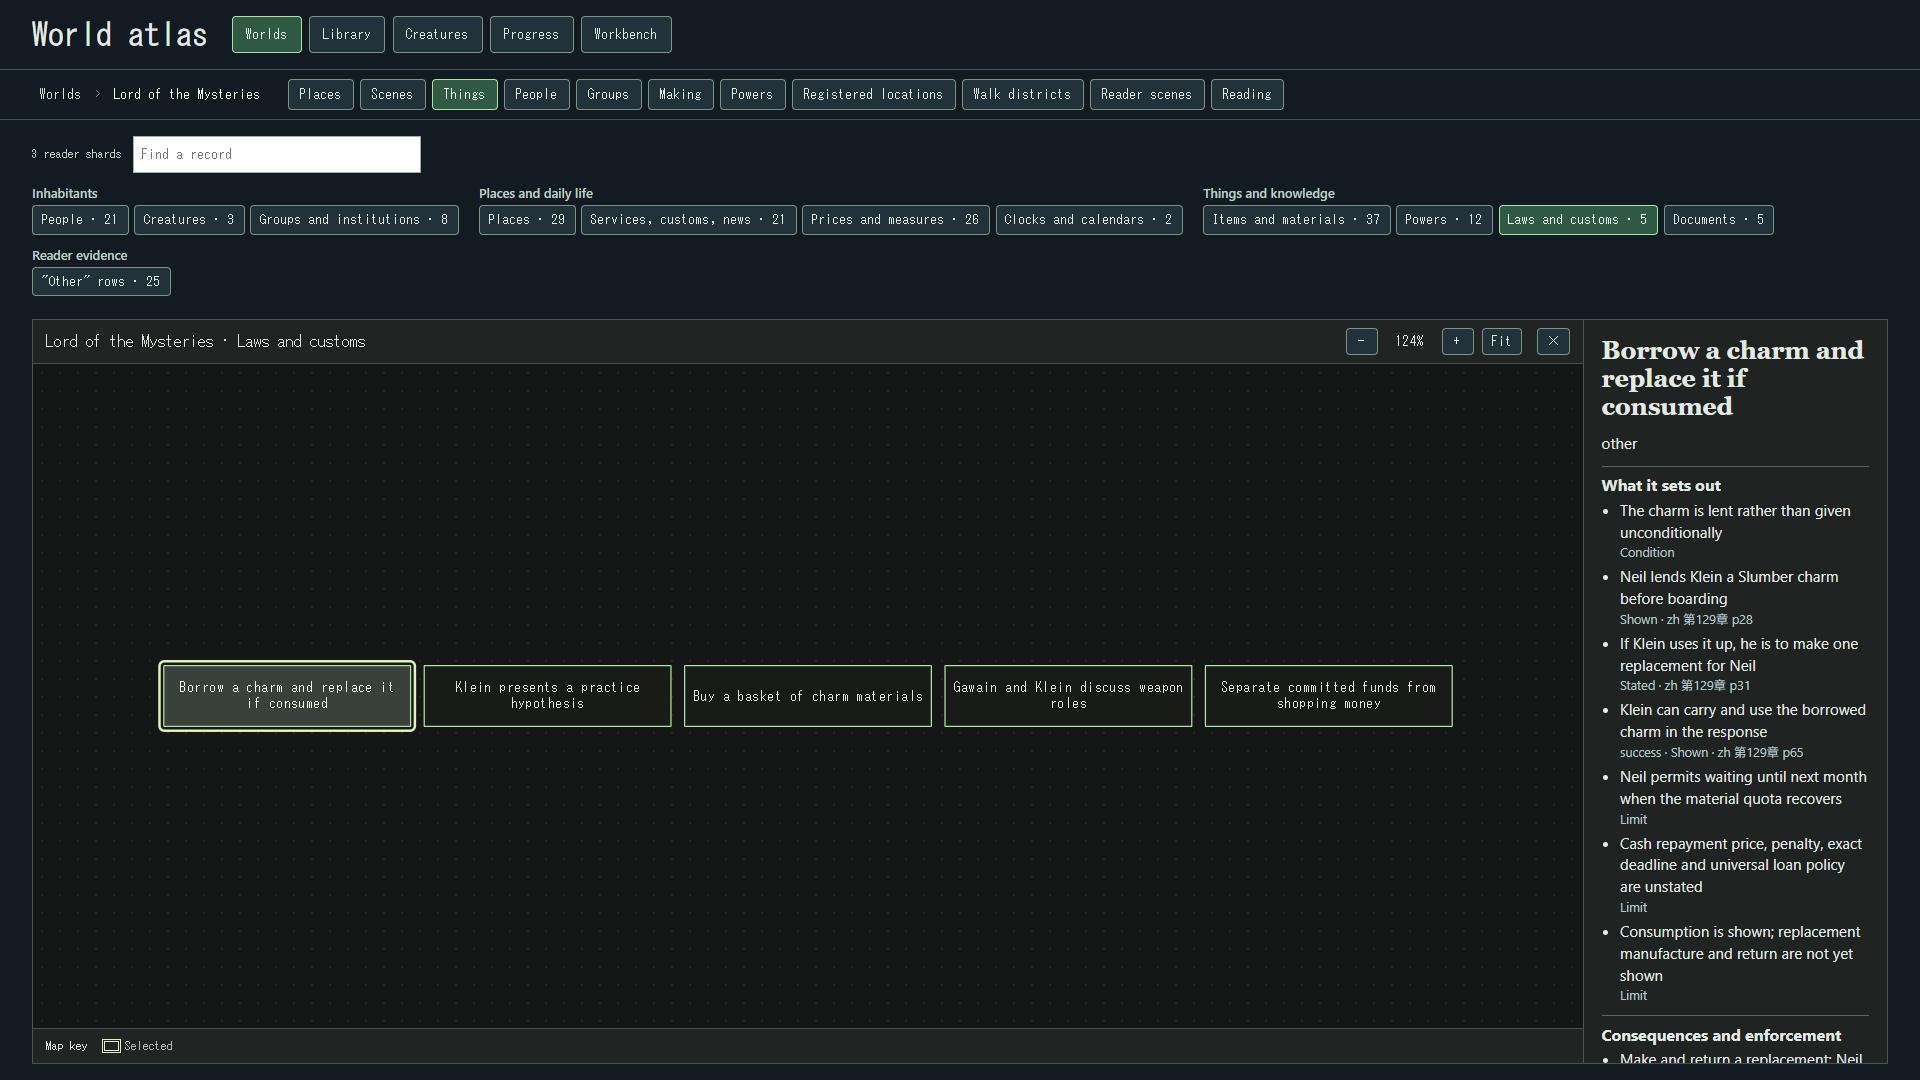 World atlas
Worlds
Library
Creatures
Progress
Workbench
Worlds > Lord of the Mysteries
Places
Scenes
Things
People
Groups
Making
Powers
Registered locations
Walk districts
Reader scenes
Reading
3 reader shards
Find a record
Inhabitants
People · 21
Creatures · 3
Groups and institutions · 8
Places and daily life
Places · 29
Services, customs, news · 21
Prices and measures · 26
Clocks and calendars · 2
Things and knowledge
Items and materials · 37
Powers · 12
Laws and customs · 5
Documents · 5
Reader evidence
"Other" rows · 25
Lord of the Mysteries · Laws and customs
-
124%
+
Fit
×
Borrow a charm and replace it
if consumed
Klein presents a practice
hypothesis
Buy a basket of charm materials
Gawain and Klein discuss weapon
roles
Separate committed funds from
shopping money
Map key
Selected
Borrow a charm and
replace it if
consumed
other
What it sets out
• The charm is lent rather than given
unconditionally
Condition
• Neil lends Klein a Slumber charm
before boarding
Shown · zh 第129章 p28
• If Klein uses it up, he is to make one
replacement for Neil
Stated · zh 第129章 p31
• Klein can carry and use the borrowed
charm in the response
success · Shown · zh 第129章 p65
• Neil permits waiting until next month
when the material quota recovers
Limit
• Cash repayment price, penalty, exact
deadline and universal loan policy
are unstated
Limit
• Consumption is shown; replacement
manufacture and return are not yet
shown
Limit
Consequences and enforcement
• Make and return a replacement: Neil